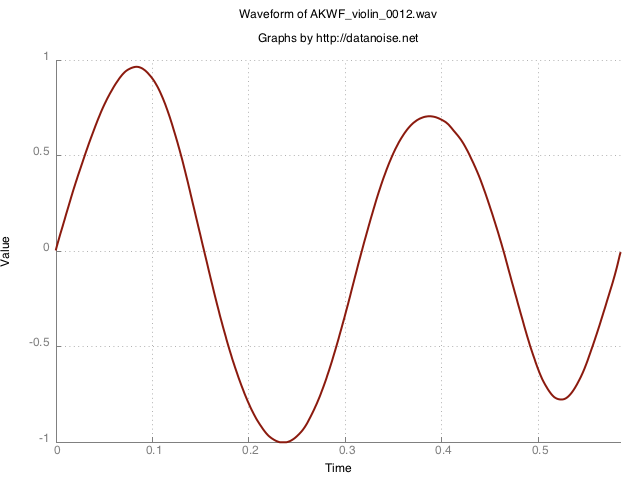 Waveform of AKWF_violin_0012.wav
Graphs by http://datanoise.net
1
0.5
0
-0.5
-1
Value
0
0.1
0.2
0.3
0.4
0.5
Time